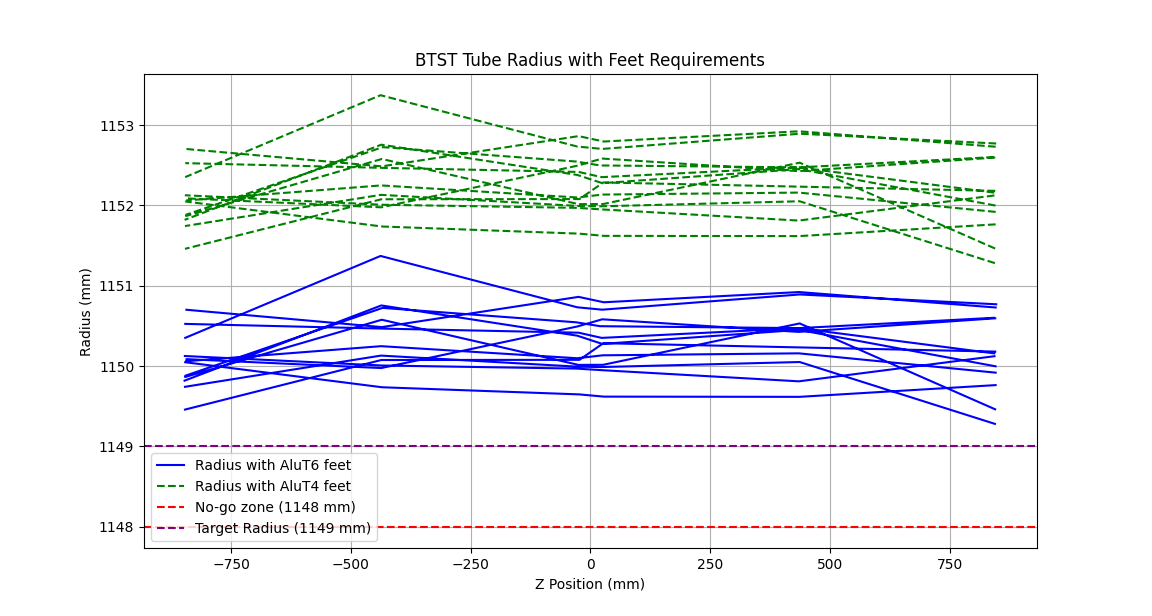 BTST Tube Radius with Feet Requirements
Radius (mm)
1153
1152
1151
1150
1149
1148
Radius with AluT6 feet
Radius with AluT4 feet
No-go zone (1148 mm)
Target Radius (1149 mm)
−750 −500 −250 0 250 500 750
Z Position (mm)